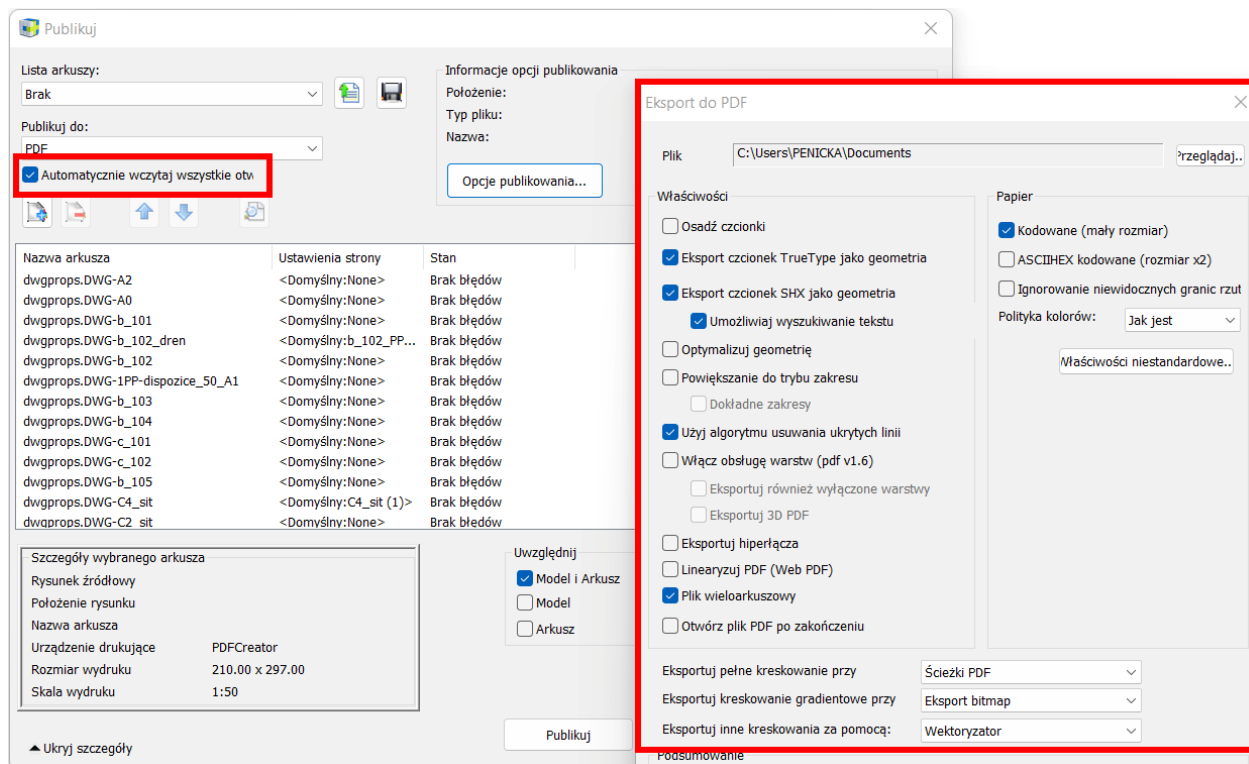 Publikuj
Lista arkuszy:
Brak
Publikuj do:
PDF
Automatycznie wczytaj wszystkie otw
Informacje opcji publikowania
Położenie:
Typ pliku:
Nazwa:
Opcje publikowania...
Nazwa arkusza Ustawienia strony Stan
dwgprops.DWG-A2 <Domyślny:None> Brak błędów
dwgprops.DWG-A0 <Domyślny:None> Brak błędów
dwgprops.DWG-b_101 <Domyślny:None> Brak błędów
dwgprops.DWG-b_102_dren <Domyślny:b_102_PP... Brak błędów
dwgprops.DWG-b_102 <Domyślny:None> Brak błędów
dwgprops.DWG-1PP-dispozice_50_A1 <Domyślny:None> Brak błędów
dwgprops.DWG-b_103 <Domyślny:None> Brak błędów
dwgprops.DWG-b_104 <Domyślny:None> Brak błędów
dwgprops.DWG-c_101 <Domyślny:None> Brak błędów
dwgprops.DWG-c_102 <Domyślny:None> Brak błędów
dwgprops.DWG-b_105 <Domyślny:None> Brak błędów
dwgprops.DWG-C4_sit <Domyślny:C4_sit (1)> Brak błędów
dwgprops.DWG-C2_sit <Domyślny:None> Brak błędów
Szczegóły wybranego arkusza
Rysunek źródłowy
Położenie rysunku
Nazwa arkusza
Urządzenie drukujące PDFCreator
Rozmiar wydruku 210.00 x 297.00
Skala wydruku 1:50
Uwzględnij
Model i Arkusz
Model
Arkusz
Publikuj
Ukryj szczegóły
Eksport do PDF
Plik C:\Users\PENICKA\Documents
Przeglądaj..
Właściwości
Osadź czcionki
Eksport czcionek TrueType jako geometria
Eksport czcionek SHX jako geometria
Umożliwiaj wyszukiwanie tekstu
Optymalizuj geometrię
Powiększanie do trybu zakresu
Dokładne zakresy
Użyj algorytmu usuwania ukrytych linii
Włącz obsługę warstw (pdf v1.6)
Eksportuj również wyłączone warstwy
Eksportuj 3D PDF
Eksportuj hiperłącza
Linearyzuj PDF (Web PDF)
Plik wieloarkuszowy
Otwórz plik PDF po zakończeniu
Papier
Kodowane (mały rozmiar)
ASCIIHEX kodowane (rozmiar x2)
Ignorowanie niewidocznych granic rzut
Polityka kolorów: Jak jest
Właściwości niestandardowe..
Eksportuj pełne kreskowanie przy Ścieżki PDF
Eksportuj kreskowanie gradientowe przy Eksport bitmap
Eksportuj inne kreskowania za pomocą: Wektoryzator
Podsumowanie